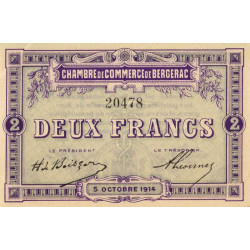 CHAMBRE DE COMMERCE DE BERGERAC
20478
2 DEUX FRANCS 2
LE PRÉSIDENT LE TRÉSORIER
5 OCTOBRE 1914